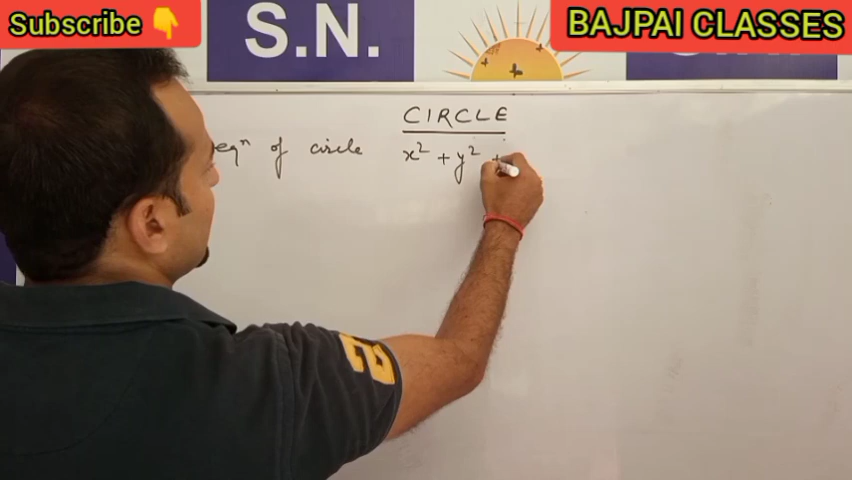 Subscribe 👇
S.N.
BAJPAI CLASSES
CIRCLE
eqⁿ of circle x² + y² +